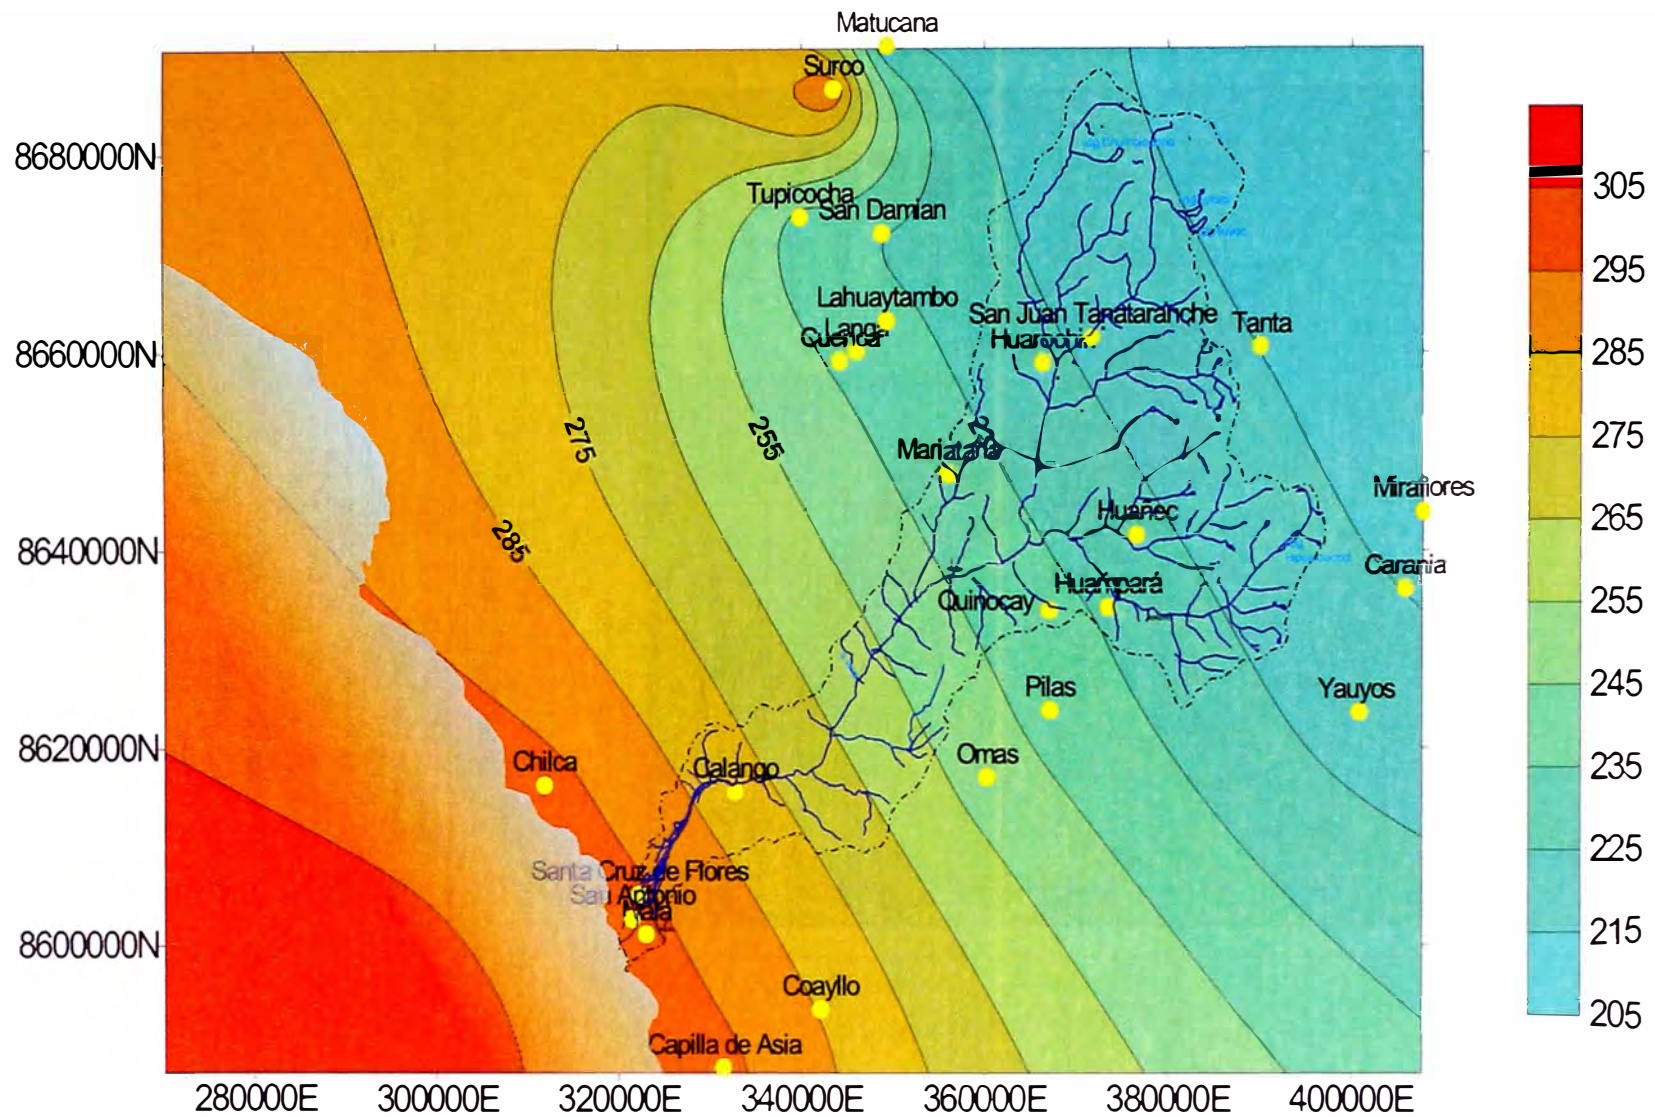 Matucana
Surco
8680000N
Tupicocha
San Damian
305
295
Lahuaytambo
Langa
Cuenca
San Juan Tanataranche
Tanta
8660000N
285
275
255
275
Mariatana
Miraflores
265
285
Huañec
8640000N
Carania
Huampará
Quinocay
255
245
Pilas
Yauyos
8620000N
Chilca
Calango
Omas
235
225
Santa Cruz de Flores
San Antonio
Mala
215
8600000N
Coayllo
205
Capilla de Asia
280000E
300000E
320000E
340000E
360000E
380000E
400000E